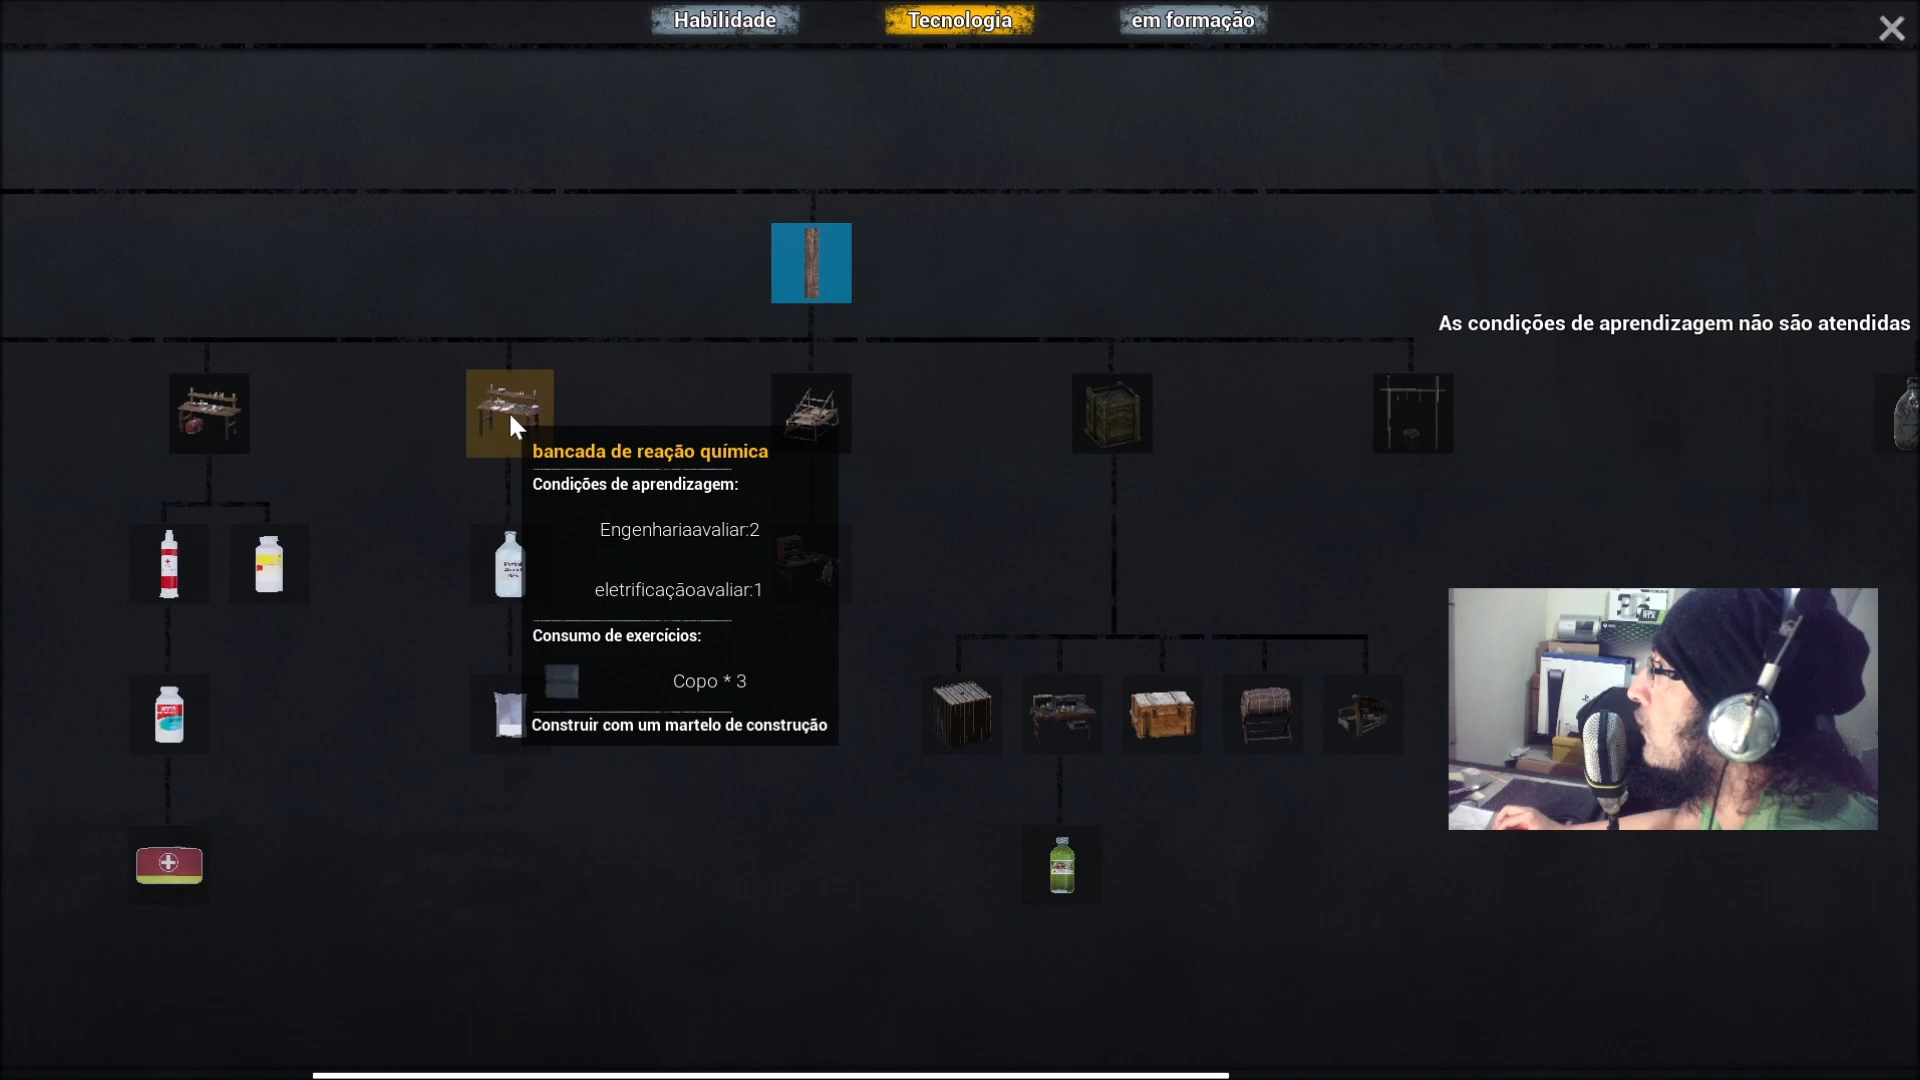 Habilidade
Tecnologia
em formação
As condições de aprendizagem não são atendidas
bancada de reação química
Condições de aprendizagem:
Engenhariaavaliar:2
eletrificaçãoavaliar:1
Consumo de exercícios:
Copo * 3
Construir com um martelo de construção